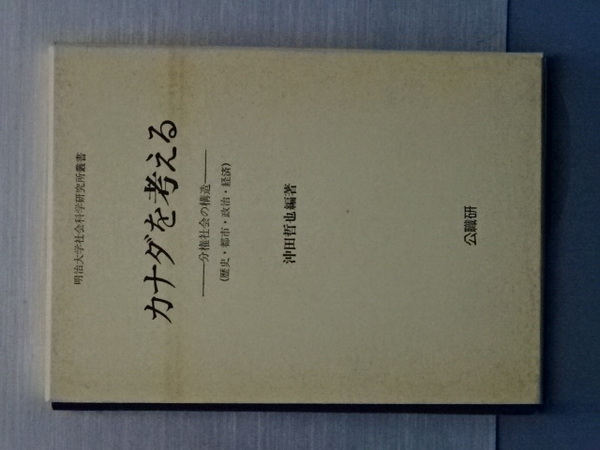 明治大学社会科学研究所叢書
カナダを考える
——分権社会の構造——
(歴史・都市・政治・経済)
沖田哲也編著
公職研